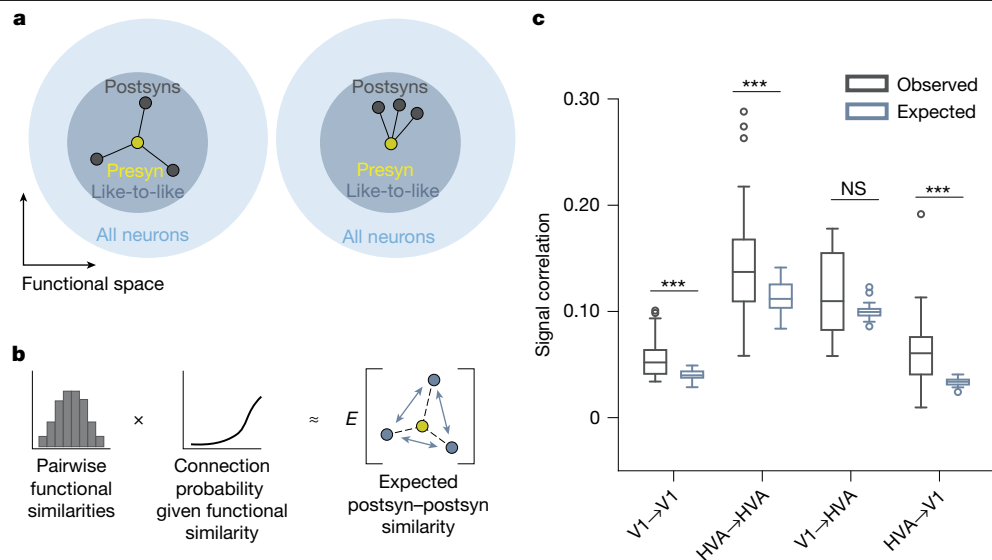 a
Postsyns
Presyn
Like-to-like
All neurons
Postsyns
Presyn
Like-to-like
All neurons
Functional space
b
×
≈
E
Pairwise
functional
similarities
Connection
probability
given functional
similarity
Expected
postsyn–postsyn
similarity
c
Observed
Expected
Signal correlation
0.30
0.20
0.10
0
***
***
NS
***
V1→V1
HVA→HVA
V1→HVA
HVA→V1